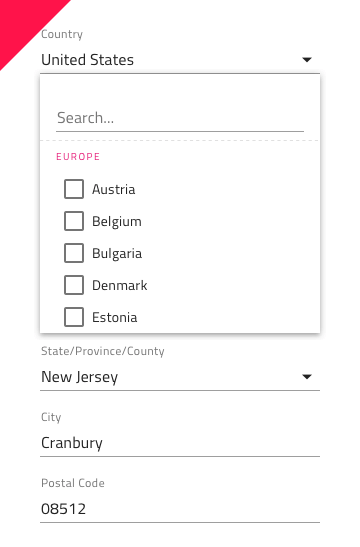 Country
United States
Search...
EUROPE
Austria
Belgium
Bulgaria
Denmark
Estonia
State/Province/County
New Jersey
City
Cranbury
Postal Code
08512